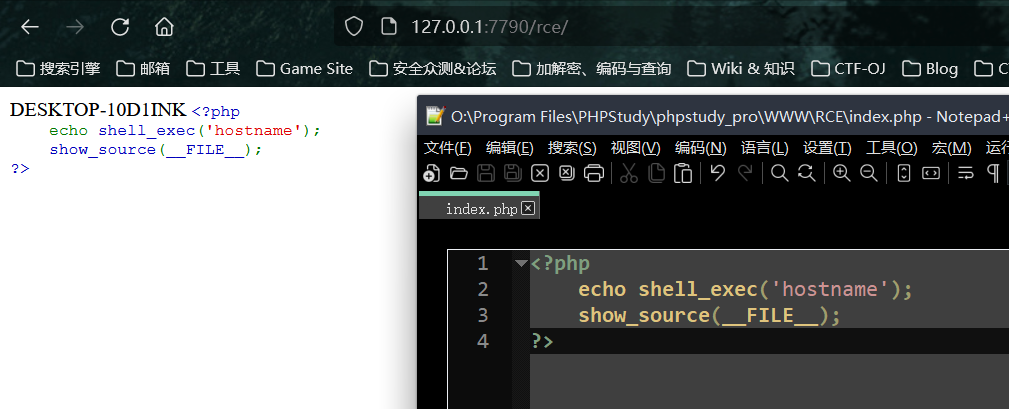 127.0.0.1:7790/rce/
搜索引擎 邮箱 工具 Game Site 安全众测&论坛 加解密、编码与查询 Wiki & 知识 CTF-OJ Blog
DESKTOP-10D1INK <?php
echo shell_exec('hostname');
show_source(__FILE__);
?>
O:\Program Files\PHPStudy\phpstudy_pro\WWW\RCE\index.php - Notepad+
文件(F) 编辑(E) 搜索(S) 视图(V) 编码(N) 语言(L) 设置(T) 工具(O) 宏(M) 运行
index.php
1 <?php
2 echo shell_exec('hostname');
3 show_source(__FILE__);
4 ?>